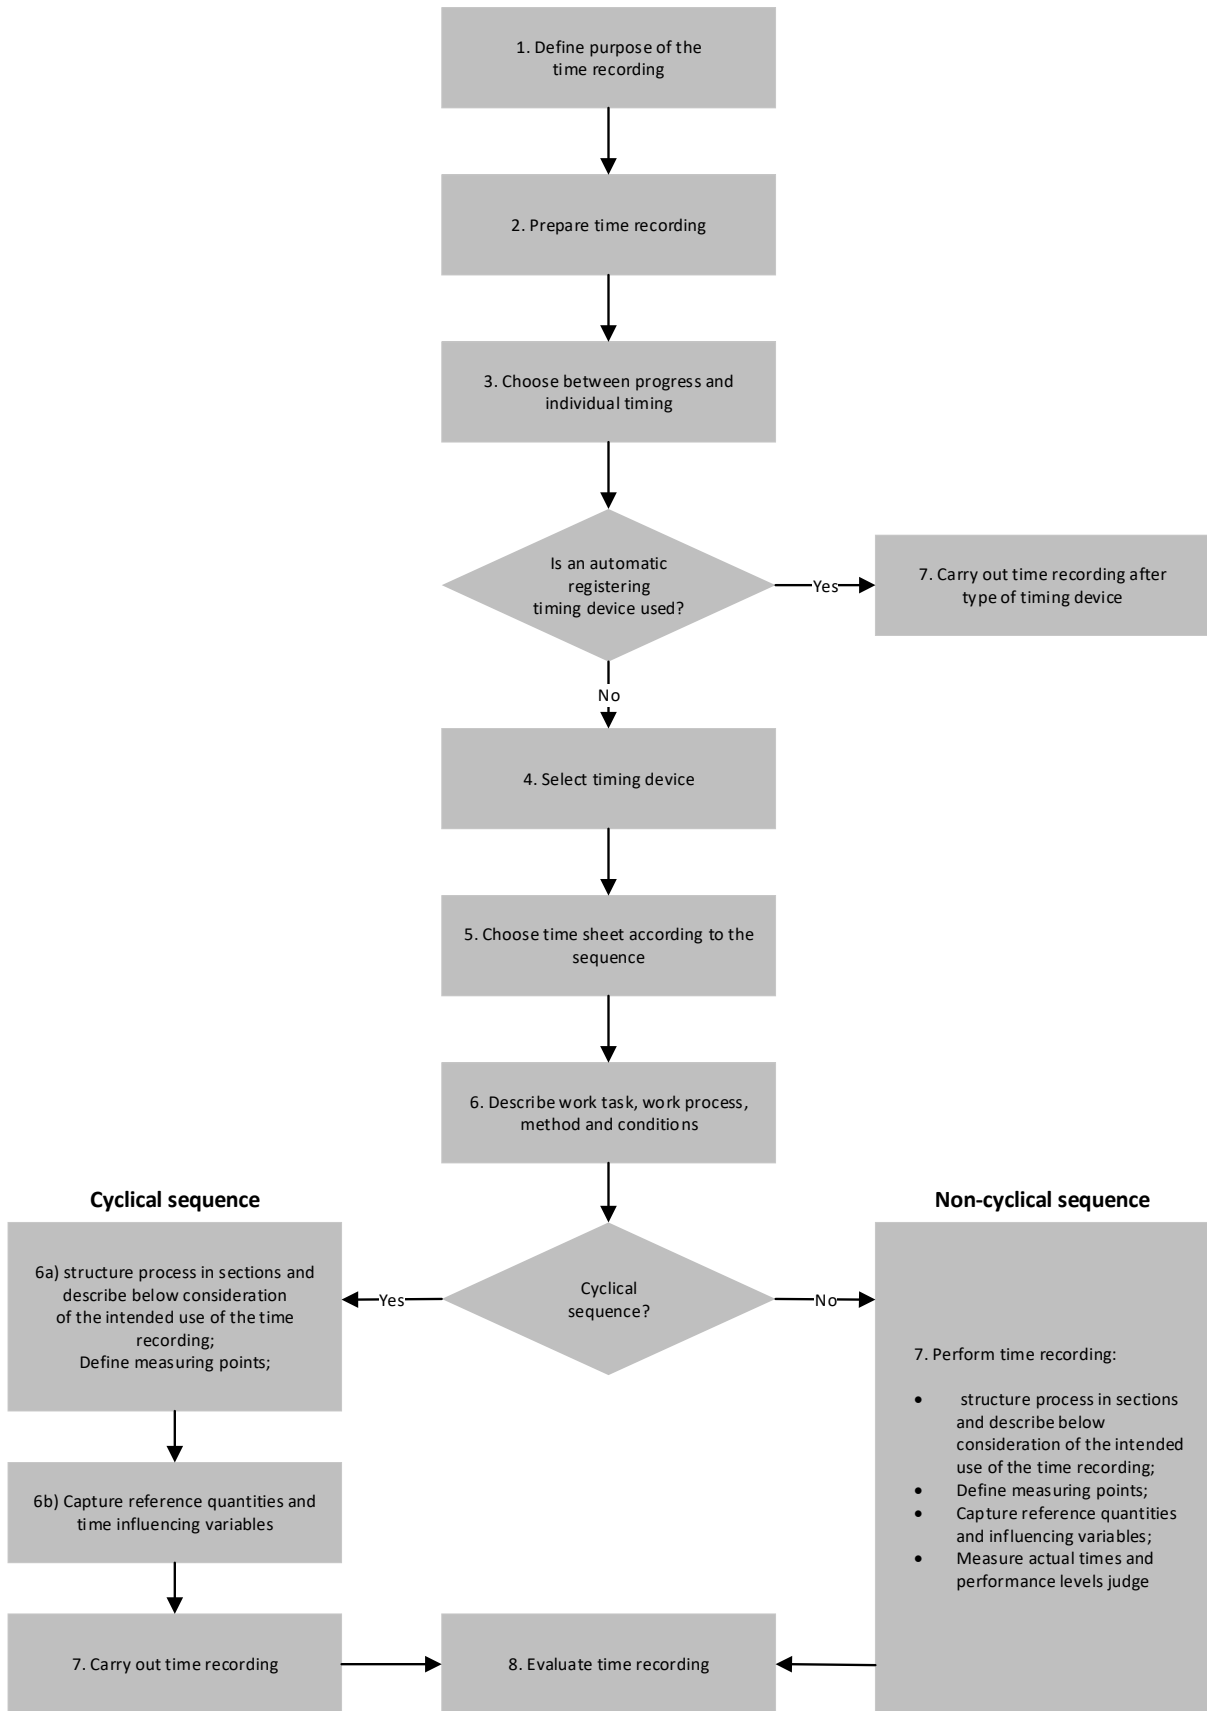 1. Define purpose of the
time recording
2. Prepare time recording
3. Choose between progress and
individual timing
Is an automatic
registering
timing device used?
Yes
7. Carry out time recording after
type of timing device
No
4. Select timing device
5. Choose time sheet according to the
sequence
6. Describe work task, work process,
method and conditions
Cyclical sequence
Non-cyclical sequence
6a) structure process in sections and
describe below consideration
of the intended use of the time
recording;
Define measuring points;
Yes
Cyclical
sequence?
No
7. Perform time recording:
• structure process in sections
and describe below
consideration of the intended
use of the time recording;
• Define measuring points;
• Capture reference quantities
and influencing variables;
• Measure actual times and
performance levels judge
6b) Capture reference quantities and
time influencing variables
7. Carry out time recording
8. Evaluate time recording